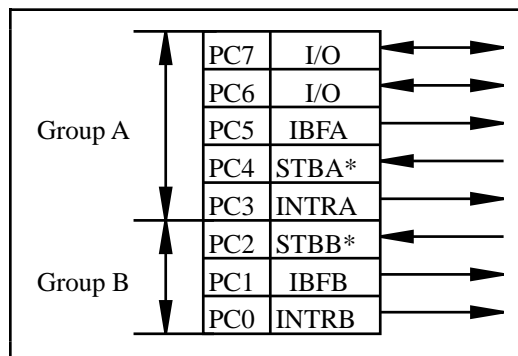 PC7 I/O
PC6 I/O
Group A PC5 IBFA
PC4 STBA*
PC3 INTRA
PC2 STBB*
Group B PC1 IBFB
PC0 INTRB